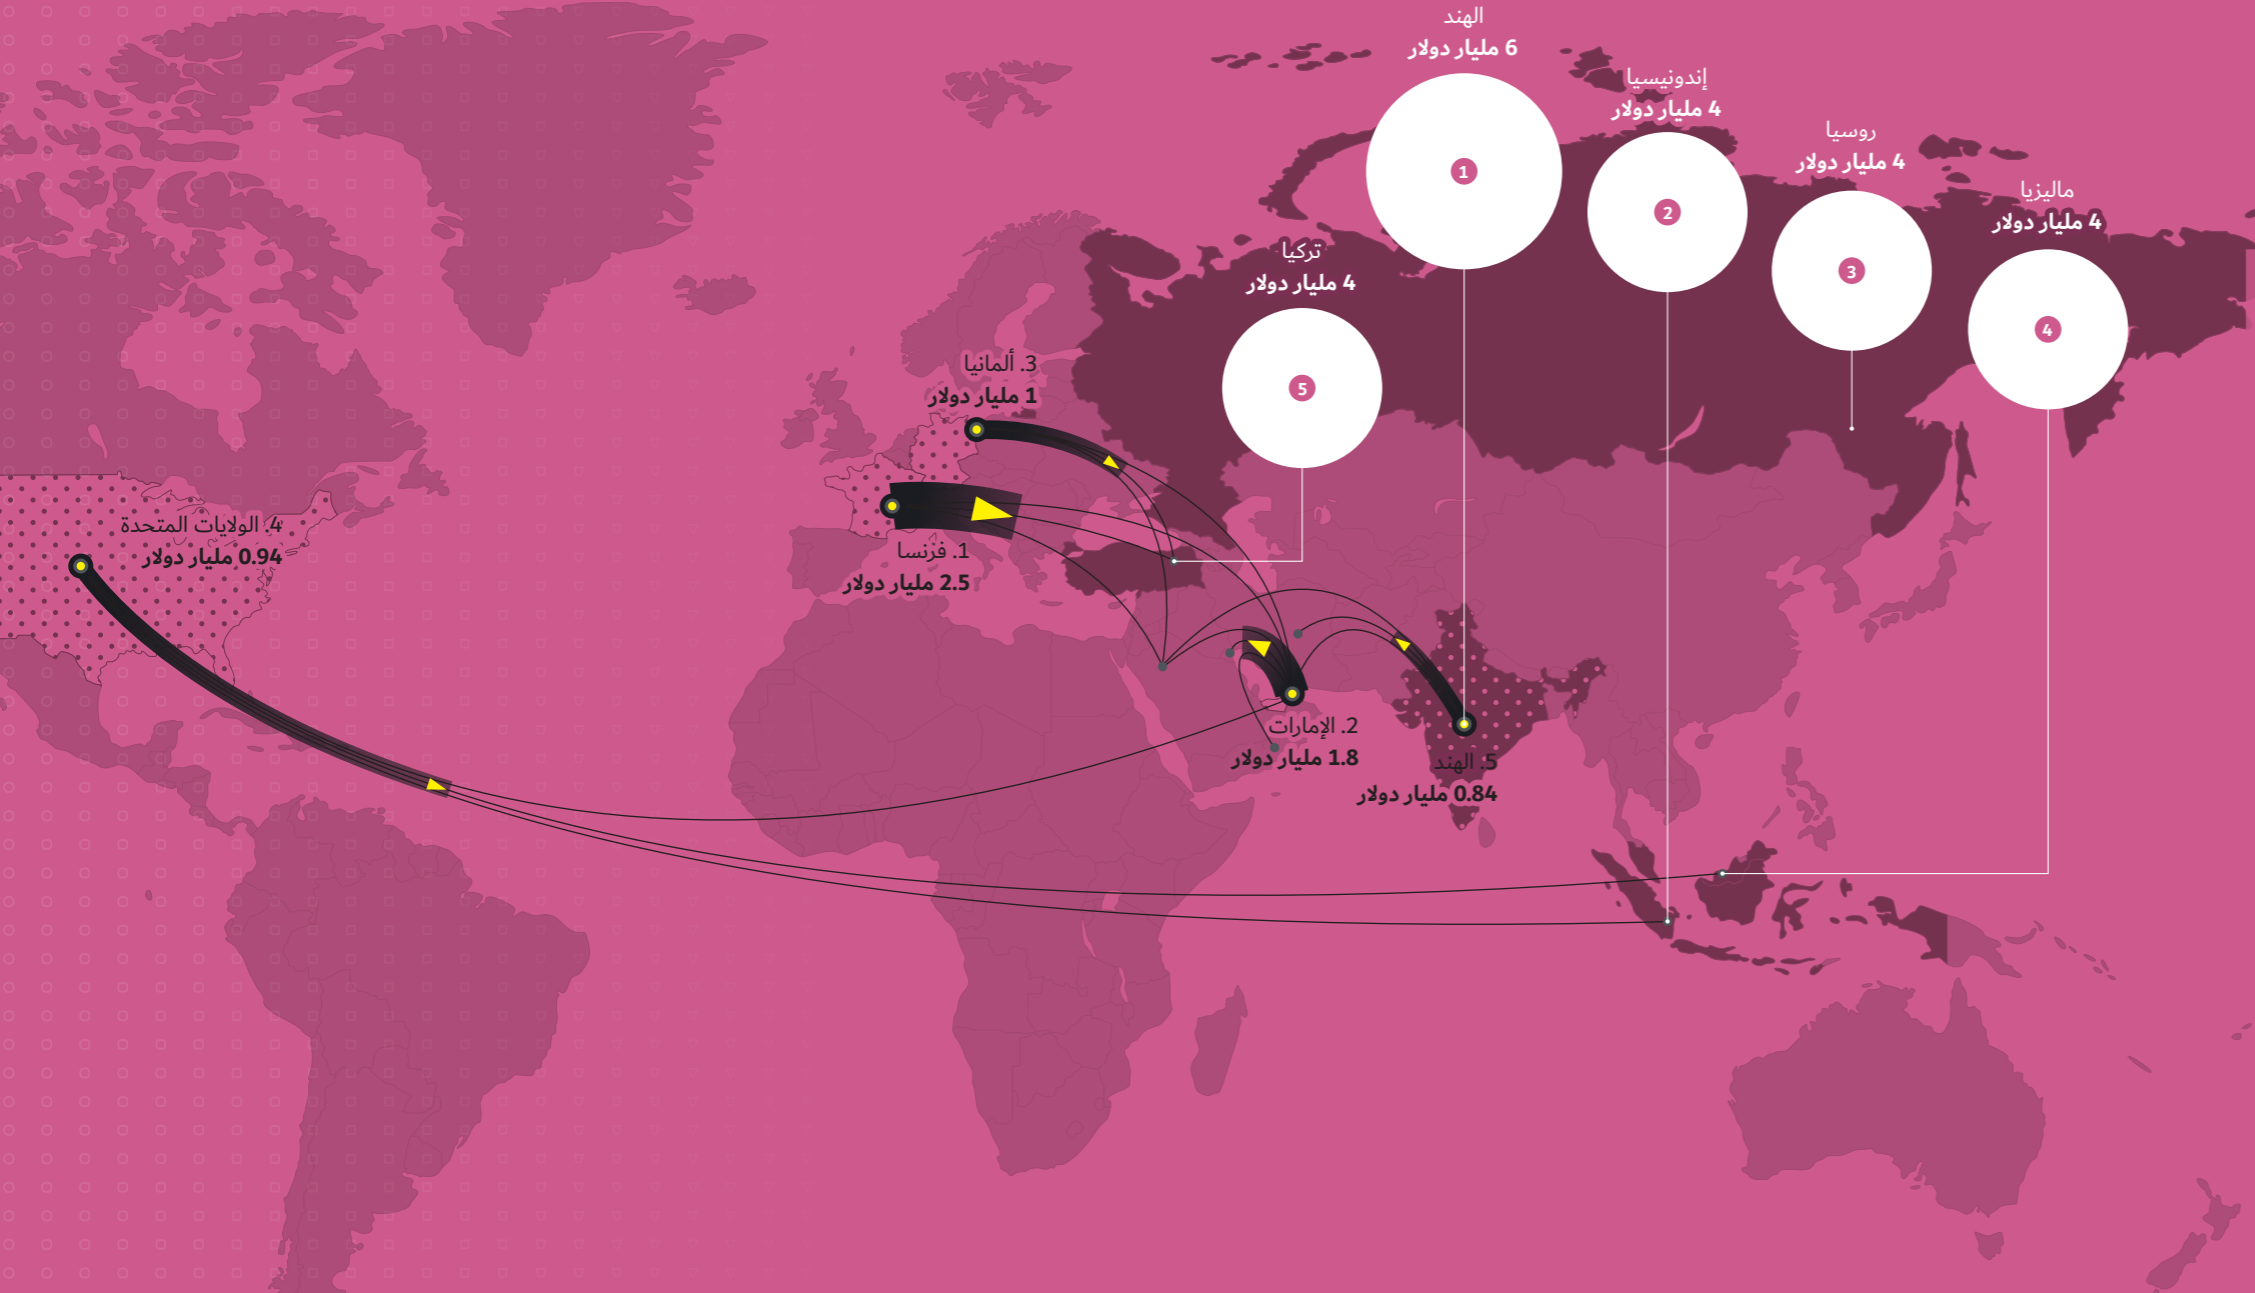 الهند
6 مليار دولار
1
إندونيسيا
4 مليار دولار
2
روسيا
4 مليار دولار
3
ماليزيا
4 مليار دولار
4
تركيا
4 مليار دولار
5
3. ألمانيا
1 مليار دولار
4. الولايات المتحدة
0.94 مليار دولار
1. فرنسا
2.5 مليار دولار
2. الإمارات
1.8 مليار دولار
5. الهند
0.84 مليار دولار